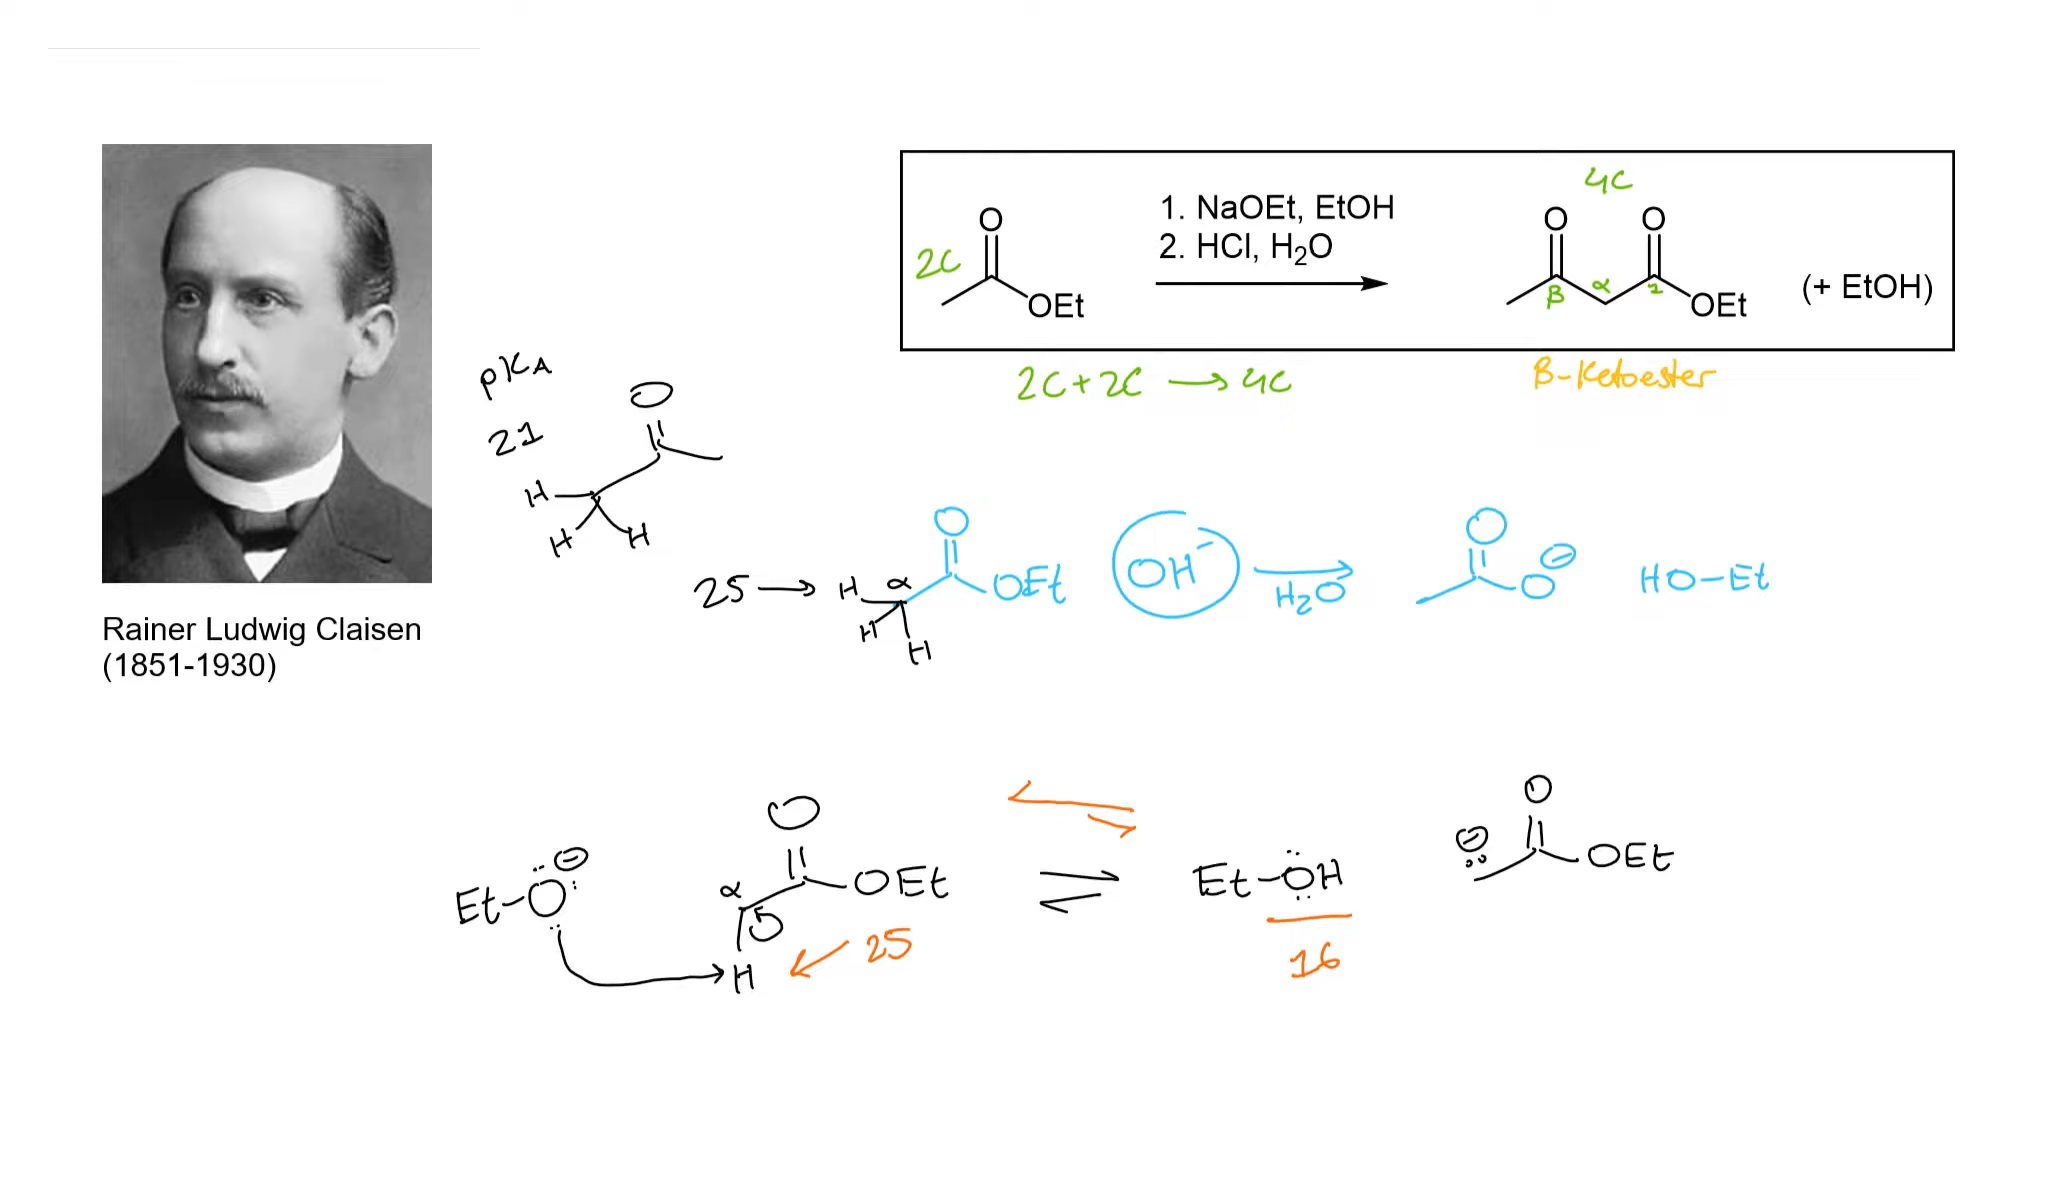 4C
O
O
O
1. NaOEt, EtOH
2. HCl, H2O
2C
OEt
β α 1
OEt
(+ EtOH)
2C + 2C → 4C
β-Ketoester
pKA
21
O
H
H
H
Rainer Ludwig Claisen
(1851-1930)
25 →
H
α
H
H
O
OEt
OH⁻
H2O
O
O⊖
HO-Et
Et-O⊖
O
α
OEt
H
25
Et-OH
16
O
⊖
OEt